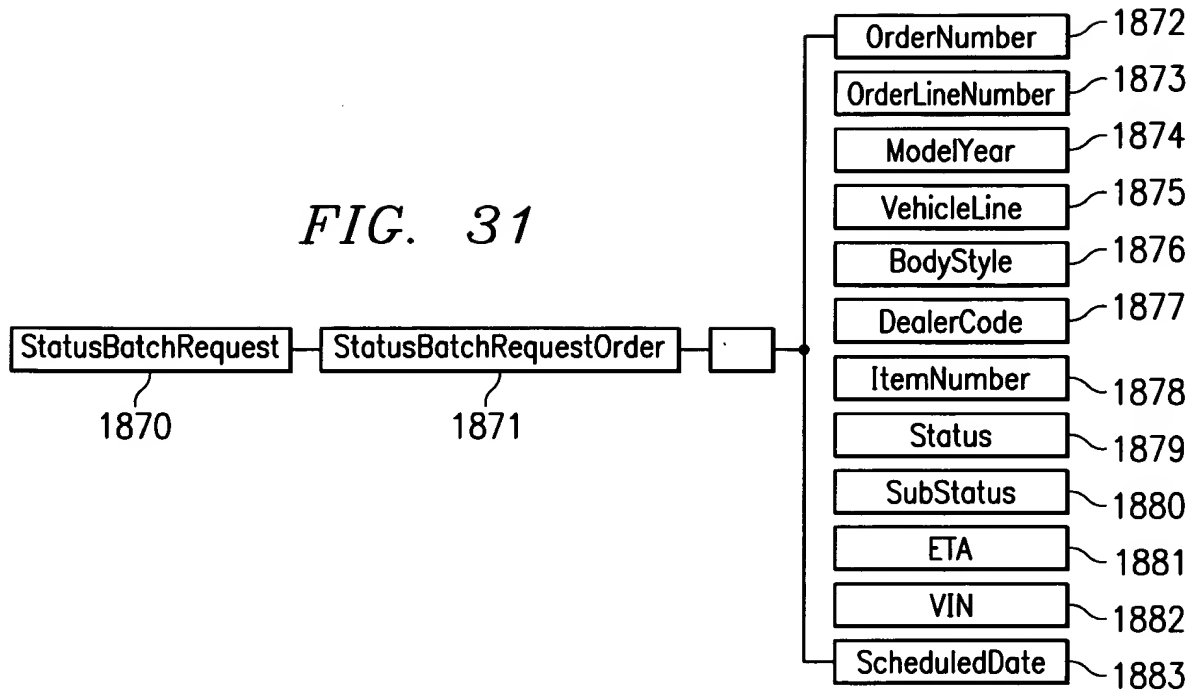 FIG. 31
StatusBatchRequest
1870
StatusBatchRequestOrder
1871
OrderNumber 1872
OrderLineNumber 1873
ModelYear 1874
VehicleLine 1875
BodyStyle 1876
DealerCode 1877
ItemNumber 1878
Status 1879
SubStatus 1880
ETA 1881
VIN 1882
ScheduledDate 1883